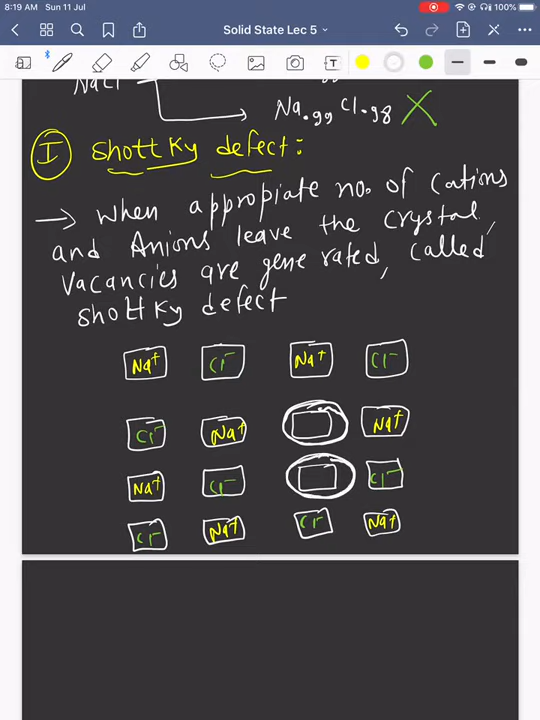 8:19 AM Sun 11 Jul
100%
Solid State Lec 5
T
NaCl
Na.99 Cl.98 X
I Shottky defect:
→ When appropiate no. of Cations
and Anions leave the crystal,
Vacancies are gene rated, called
Shottky defect
Na+ Cl- Na+ Cl-
Cl- Na+ Na+
Na+ Cl- Cl-
Cl- Na+ Cl- Na+